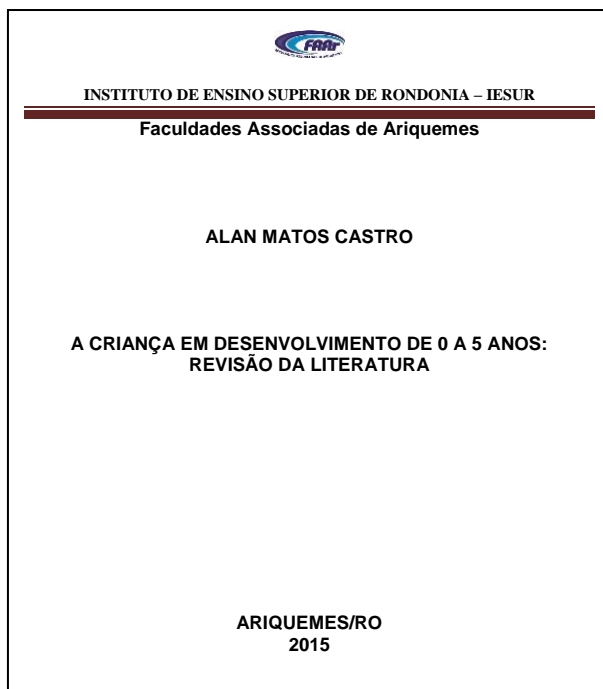 FAAr
INSTITUTO DE ENSINO SUPERIOR DE RONDONIA – IESUR
Faculdades Associadas de Ariquemes
ALAN MATOS CASTRO
A CRIANÇA EM DESENVOLVIMENTO DE 0 A 5 ANOS:
REVISÃO DA LITERATURA
ARIQUEMES/RO
2015